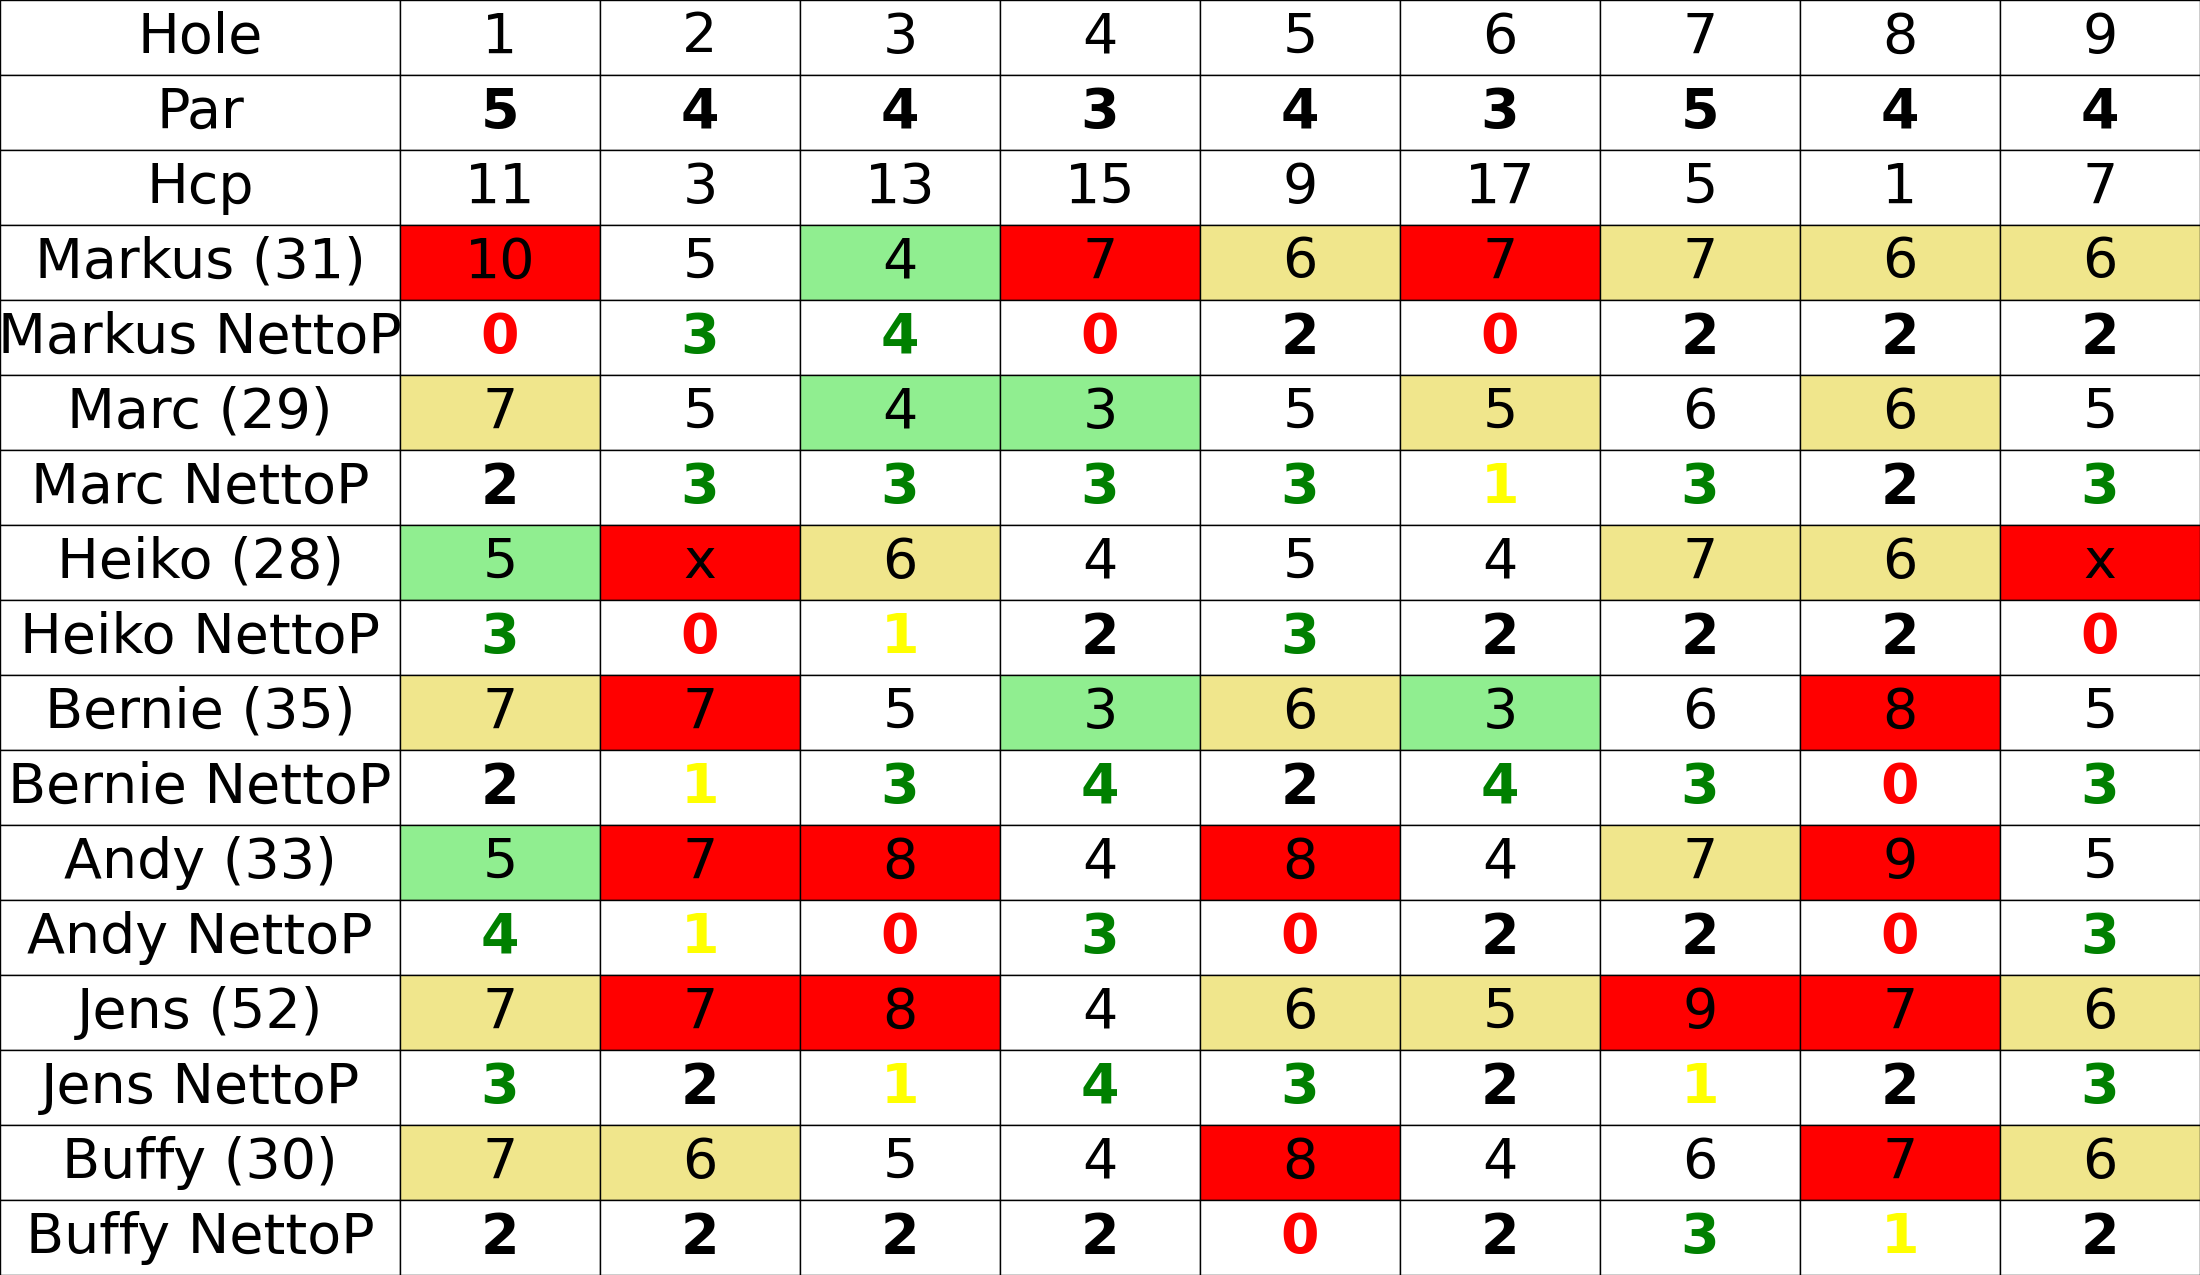 Hole 1 2 3 4 5 6 7 8 9
Par 5 4 4 3 4 3 5 4 4
Hcp 11 3 13 15 9 17 5 1 7
Markus (31) 10 5 4 7 6 7 7 6 6
Markus NettoP 0 3 4 0 2 0 2 2 2
Marc (29) 7 5 4 3 5 5 6 6 5
Marc NettoP 2 3 3 3 3 1 3 2 3
Heiko (28) 5 x 6 4 5 4 7 6 x
Heiko NettoP 3 0 1 2 3 2 2 2 0
Bernie (35) 7 7 5 3 6 3 6 8 5
Bernie NettoP 2 1 3 4 2 4 3 0 3
Andy (33) 5 7 8 4 8 4 7 9 5
Andy NettoP 4 1 0 3 0 2 2 0 3
Jens (52) 7 7 8 4 6 5 9 7 6
Jens NettoP 3 2 1 4 3 2 1 2 3
Buffy (30) 7 6 5 4 8 4 6 7 6
Buffy NettoP 2 2 2 2 0 2 3 1 2